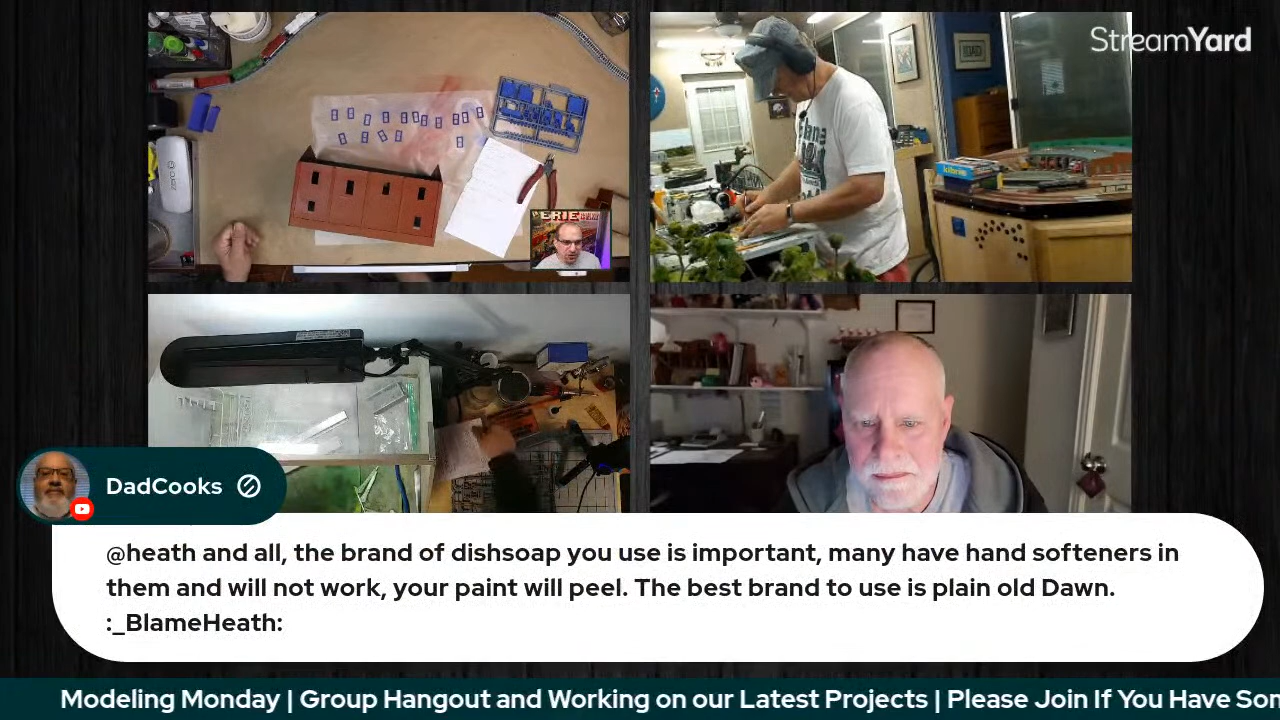 StreamYard
ERIE
DadCooks
@heath and all, the brand of dishsoap you use is important, many have hand softeners in
them and will not work, your paint will peel. The best brand to use is plain old Dawn.
:_BlameHeath:
Modeling Monday | Group Hangout and Working on our Latest Projects | Please Join If You Have Som